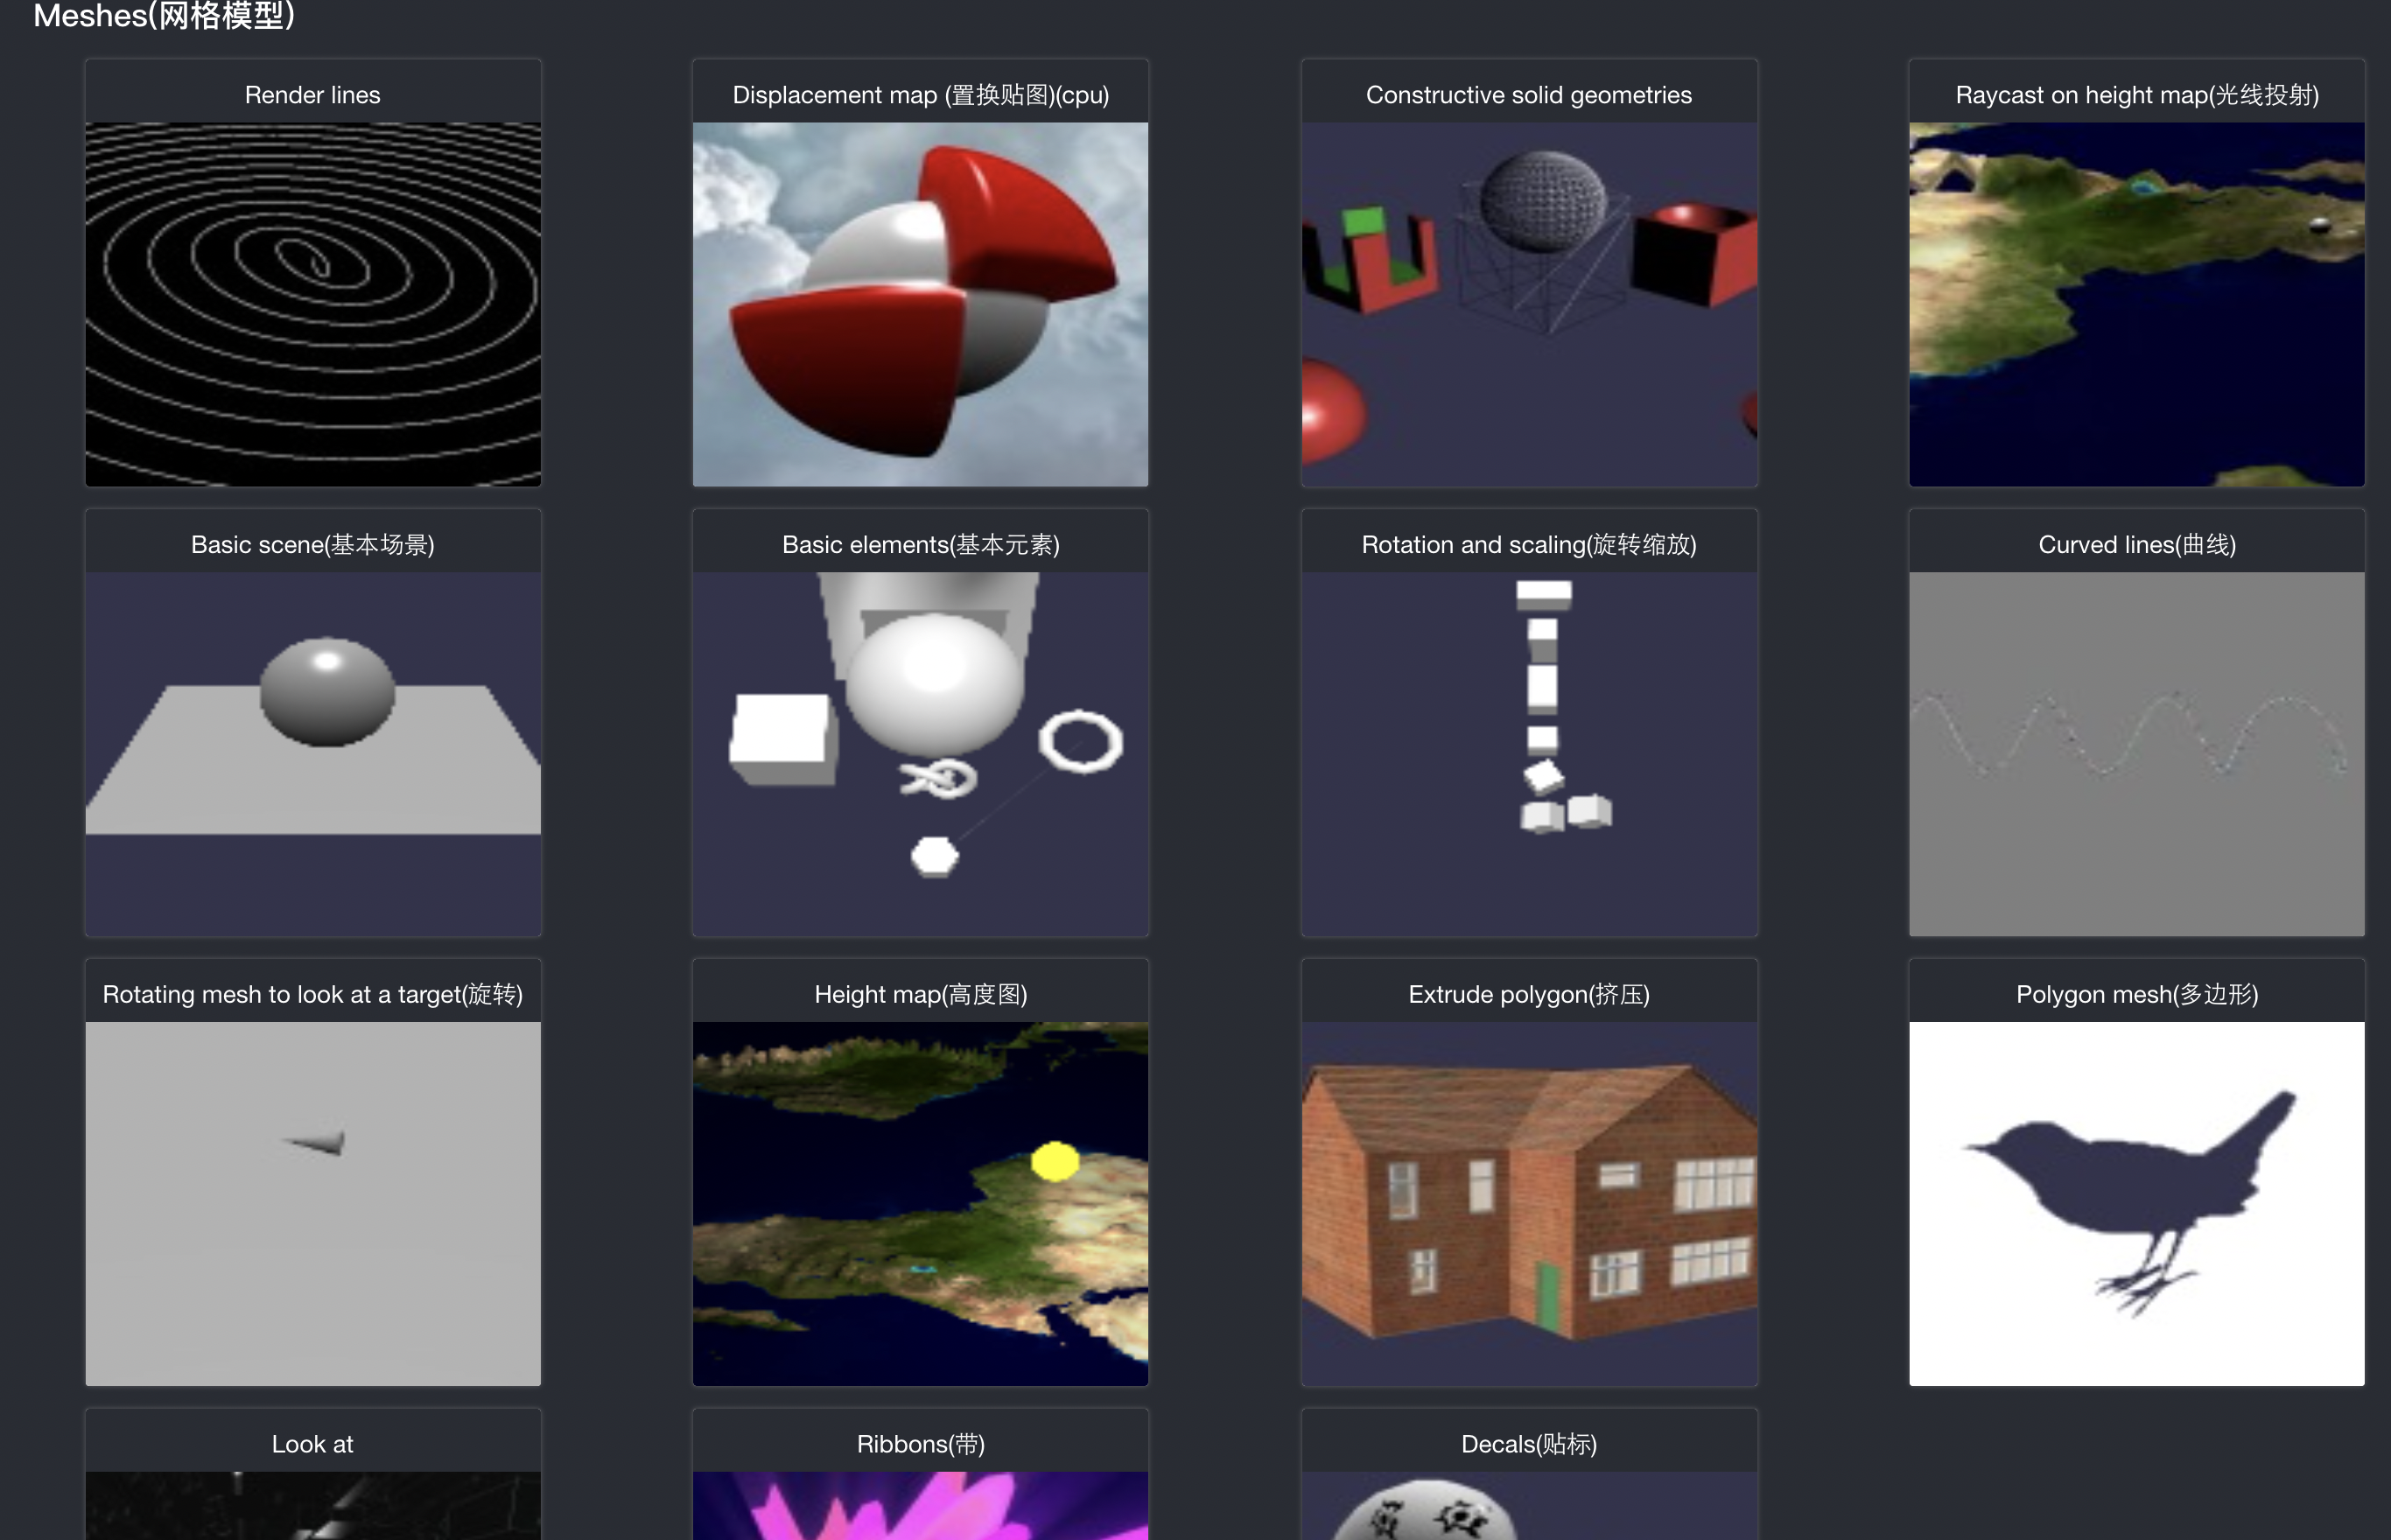 Meshes(网格模型)
Render lines
Displacement map (置换贴图)(cpu)
Constructive solid geometries
Raycast on height map(光线投射)
Basic scene(基本场景)
Basic elements(基本元素)
Rotation and scaling(旋转缩放)
Curved lines(曲线)
Rotating mesh to look at a target(旋转)
Height map(高度图)
Extrude polygon(挤压)
Polygon mesh(多边形)
Look at
Ribbons(带)
Decals(贴标)